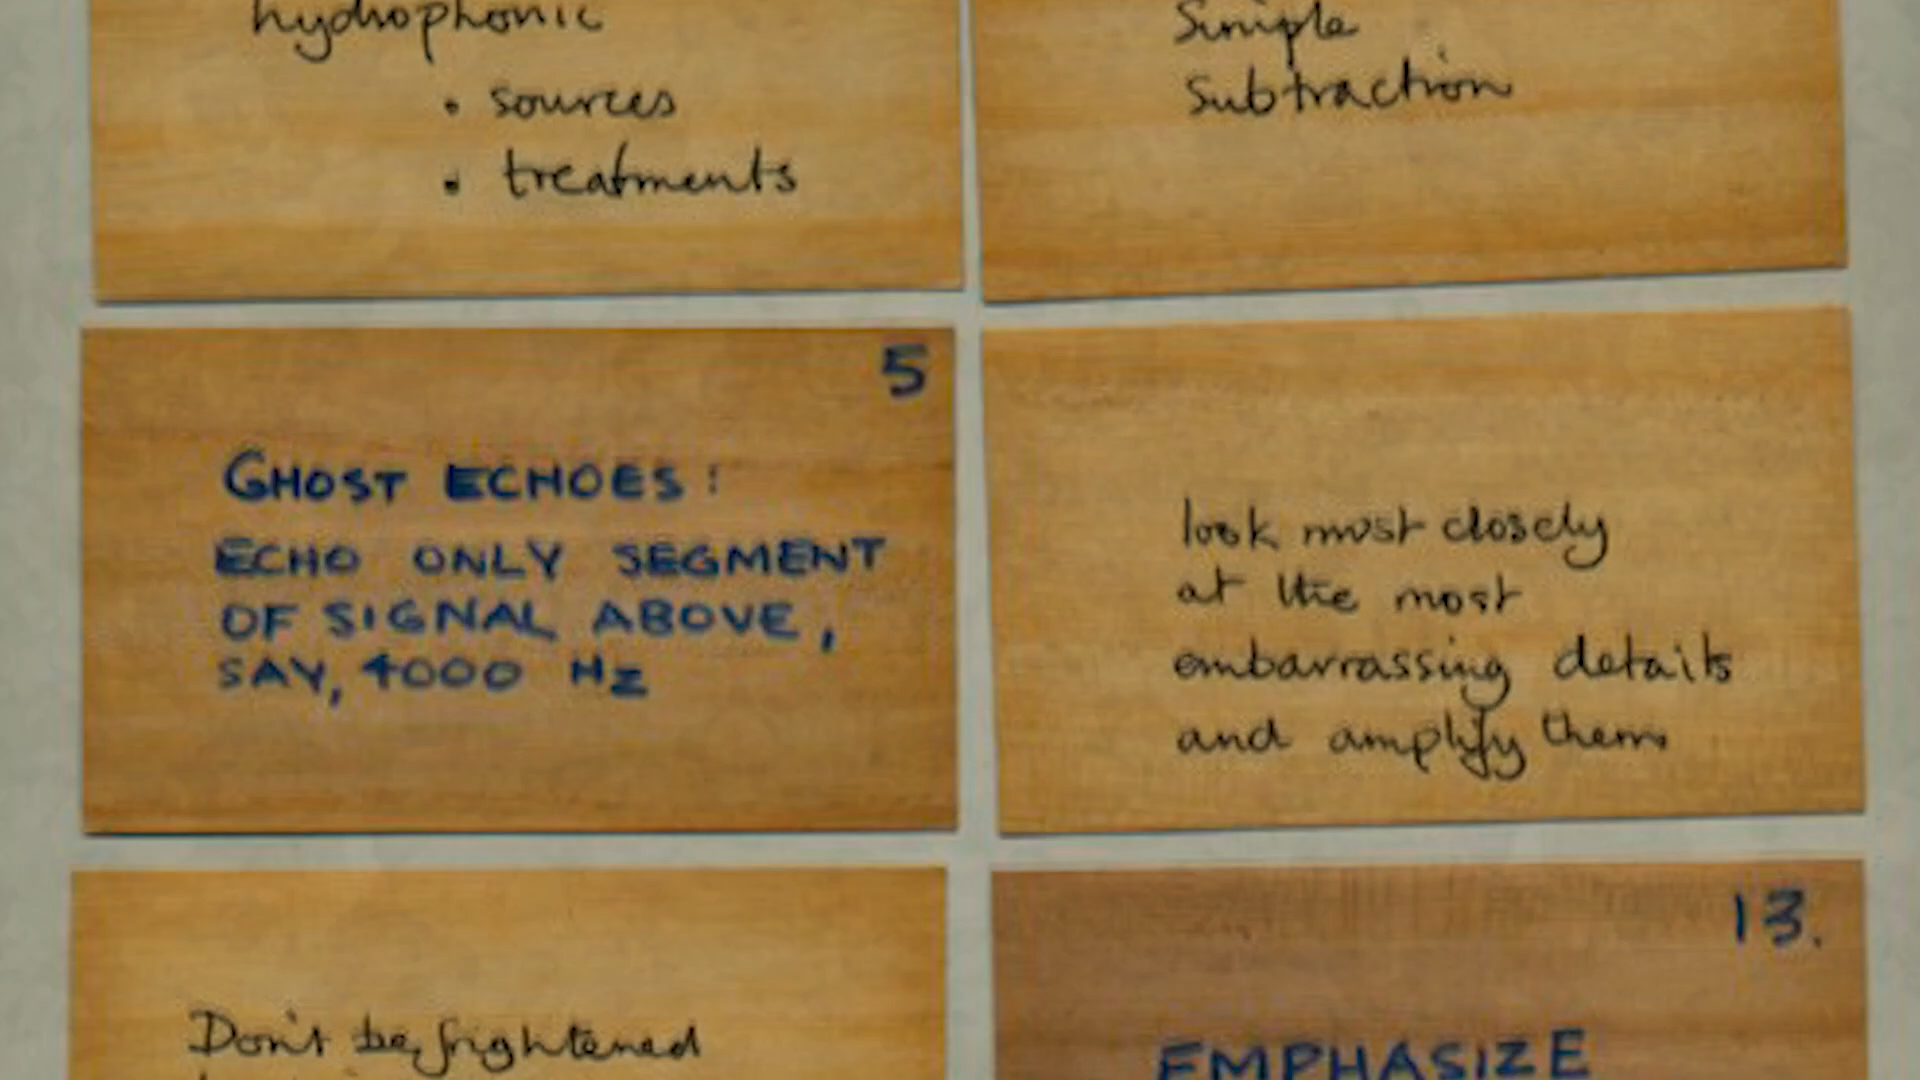 hydrophonic
• sources
• treatments
Simple
Subtraction
5
GHOST ECHOES:
ECHO ONLY SEGMENT
OF SIGNAL ABOVE,
SAY, 4000 Hz
look most closely
at the most
embarrassing details
and amplify them
Don't be frightened
13.
EMPHASIZE